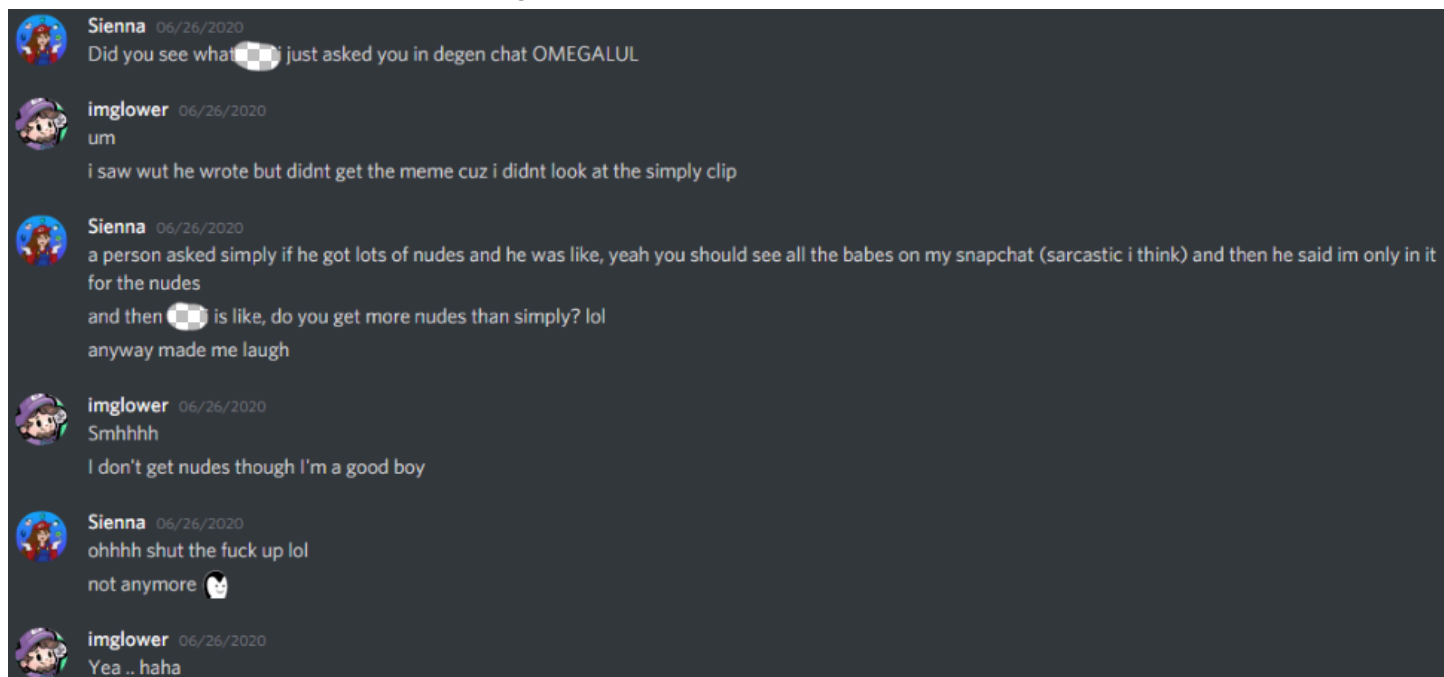 Sienna 06/26/2020
Did you see what i just asked you in degen chat OMEGALUL
imglower 06/26/2020
um
i saw wut he wrote but didnt get the meme cuz i didnt look at the simply clip
Sienna 06/26/2020
a person asked simply if he got lots of nudes and he was like, yeah you should see all the babes on my snapchat (sarcastic i think) and then he said im only in it
for the nudes
and then is like, do you get more nudes than simply? lol
anyway made me laugh
imglower 06/26/2020
Smhhhh
I don't get nudes though I'm a good boy
Sienna 06/26/2020
ohhhh shut the fuck up lol
not anymore
imglower 06/26/2020
Yea .. haha